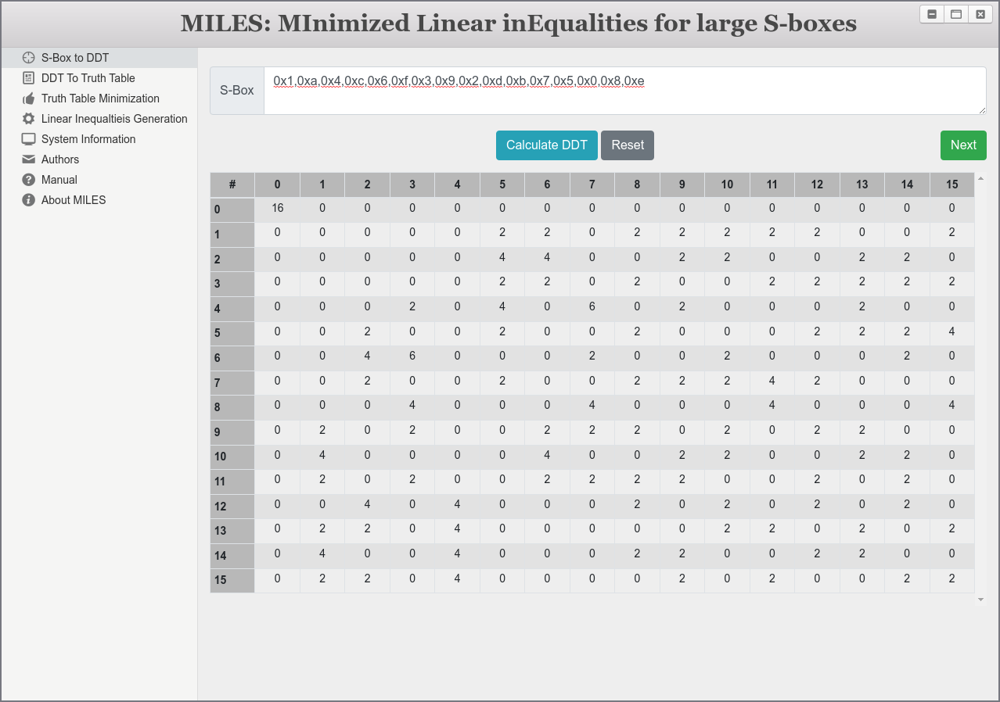 MILES: MInimized Linear inEqualities for large S-boxes
S-Box to DDT
DDT To Truth Table
Truth Table Minimization
Linear Inequaltieis Generation
System Information
Authors
Manual
About MILES
S-Box
0x1,0xa,0x4,0xc,0x6,0xf,0x3,0x9,0x2,0xd,0xb,0x7,0x5,0x0,0x8,0xe
Calculate DDT Reset Next
# 0 1 2 3 4 5 6 7 8 9 10 11 12 13 14 15
0 16 0 0 0 0 0 0 0 0 0 0 0 0 0 0 0
1 0 0 0 0 0 2 2 0 2 2 2 2 2 0 0 2
2 0 0 0 0 0 4 4 0 0 2 2 0 0 2 2 0
3 0 0 0 0 0 2 2 0 2 0 0 2 2 2 2 2
4 0 0 0 2 0 4 0 6 0 2 0 0 0 2 0 0
5 0 0 2 0 0 2 0 0 2 0 0 0 2 2 2 4
6 0 0 4 6 0 0 0 2 0 0 2 0 0 0 2 0
7 0 0 2 0 0 2 0 0 2 2 2 4 2 0 0 0
8 0 0 0 4 0 0 0 4 0 0 0 4 0 0 0 4
9 0 2 0 2 0 0 2 2 2 0 2 0 2 2 0 0
10 0 4 0 0 0 0 4 0 0 2 2 0 0 2 2 0
11 0 2 0 2 0 0 2 2 2 2 0 0 2 0 2 0
12 0 0 4 0 4 0 0 0 2 0 2 0 2 0 2 0
13 0 2 2 0 4 0 0 0 0 0 2 2 0 2 0 2
14 0 4 0 0 4 0 0 0 2 2 0 0 2 2 0 0
15 0 2 2 0 4 0 0 0 0 2 0 2 0 0 2 2